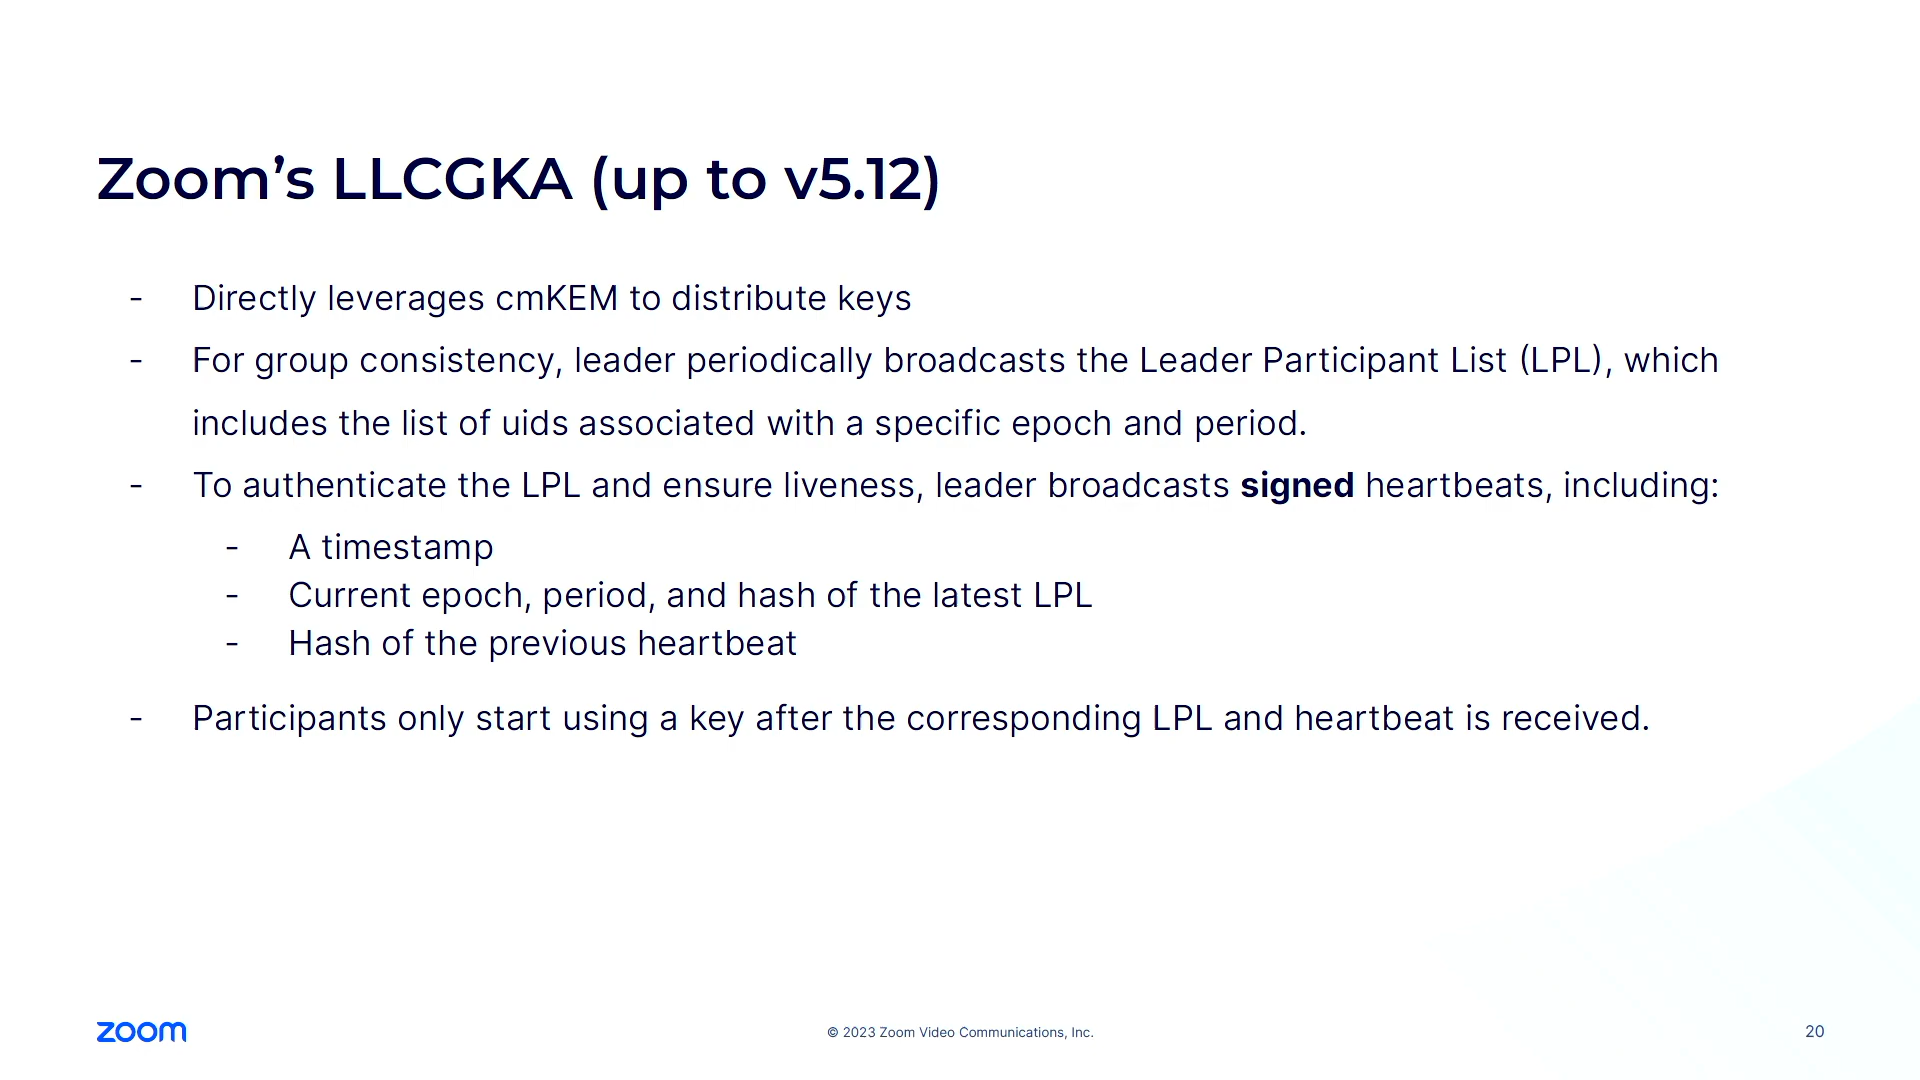 Zoom’s LLCGKA (up to v5.12)
- Directly leverages cmKEM to distribute keys
- For group consistency, leader periodically broadcasts the Leader Participant List (LPL), which
includes the list of uids associated with a specific epoch and period.
- To authenticate the LPL and ensure liveness, leader broadcasts signed heartbeats, including:
- A timestamp
- Current epoch, period, and hash of the latest LPL
- Hash of the previous heartbeat
- Participants only start using a key after the corresponding LPL and heartbeat is received.
zoom
© 2023 Zoom Video Communications, Inc.
20